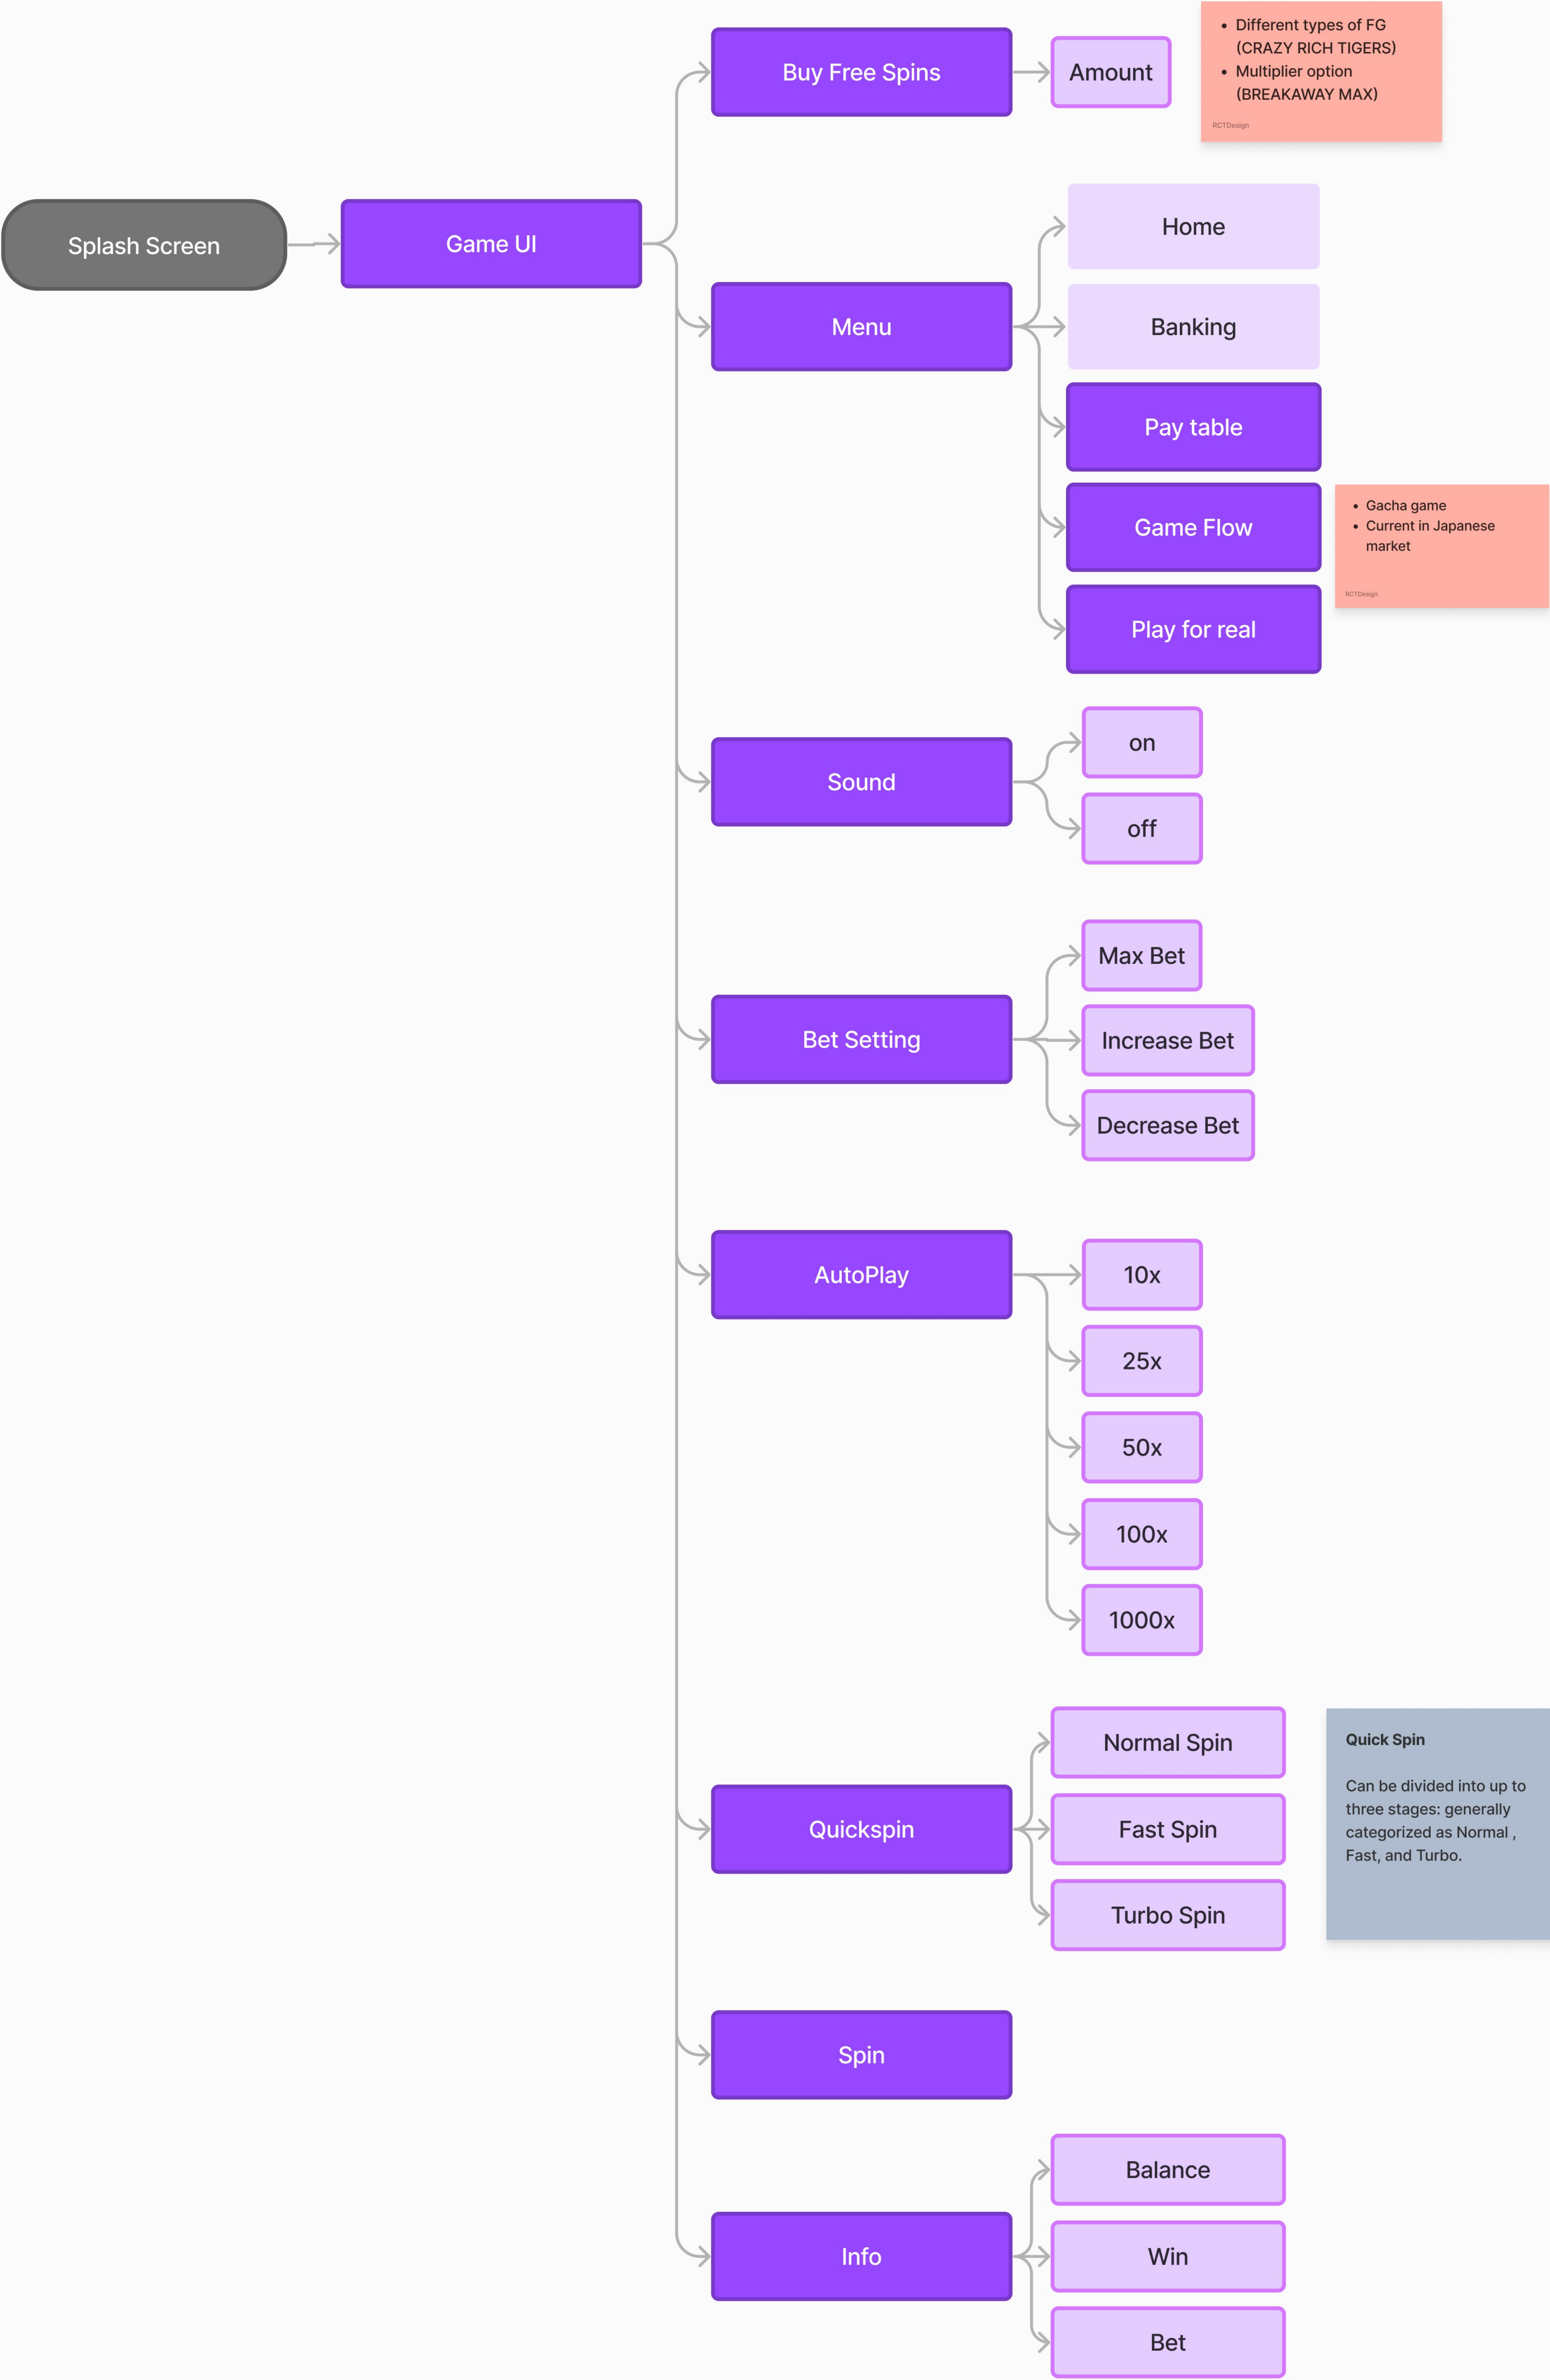 Different types of FG
(CRAZY RICH TIGERS)
Multiplier option
(BREAKAWAY MAX)
RCTDesign
Buy Free Spins
Amount
Splash Screen
Game UI
Home
Menu
Banking
Pay table
Game Flow
Gacha game
Current in Japanese
market
RCTDesign
Play for real
on
Sound
off
Max Bet
Bet Setting
Increase Bet
Decrease Bet
AutoPlay
10x
25x
50x
100x
1000x
Normal Spin
Quickspin
Fast Spin
Turbo Spin
Quick Spin
Can be divided into up to
three stages: generally
categorized as Normal ,
Fast, and Turbo.
Spin
Balance
Info
Win
Bet